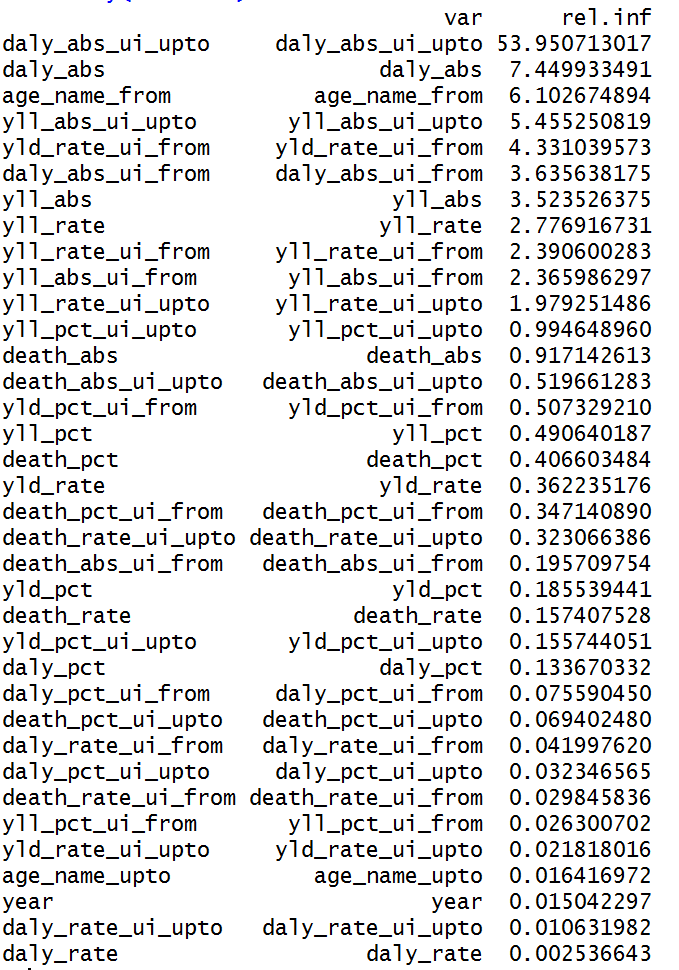 var rel.inf
daly_abs_ui_upto daly_abs_ui_upto 53.950713017
daly_abs daly_abs 7.449933491
age_name_from age_name_from 6.102674894
yll_abs_ui_upto yll_abs_ui_upto 5.455250819
yld_rate_ui_from yld_rate_ui_from 4.331039573
daly_abs_ui_from daly_abs_ui_from 3.635638175
yll_abs yll_abs 3.523526375
yll_rate yll_rate 2.776916731
yll_rate_ui_from yll_rate_ui_from 2.390600283
yll_abs_ui_from yll_abs_ui_from 2.365986297
yll_rate_ui_upto yll_rate_ui_upto 1.979251486
yll_pct_ui_upto yll_pct_ui_upto 0.994648960
death_abs death_abs 0.917142613
death_abs_ui_upto death_abs_ui_upto 0.519661283
yld_pct_ui_from yld_pct_ui_from 0.507329210
yll_pct yll_pct 0.490640187
death_pct death_pct 0.406603484
yld_rate yld_rate 0.362235176
death_pct_ui_from death_pct_ui_from 0.347140890
death_rate_ui_upto death_rate_ui_upto 0.323066386
death_abs_ui_from death_abs_ui_from 0.195709754
yld_pct yld_pct 0.185539441
death_rate death_rate 0.157407528
yld_pct_ui_upto yld_pct_ui_upto 0.155744051
daly_pct daly_pct 0.133670332
daly_pct_ui_from daly_pct_ui_from 0.075590450
death_pct_ui_upto death_pct_ui_upto 0.069402480
daly_rate_ui_from daly_rate_ui_from 0.041997620
daly_pct_ui_upto daly_pct_ui_upto 0.032346565
death_rate_ui_from death_rate_ui_from 0.029845836
yll_pct_ui_from yll_pct_ui_from 0.026300702
yld_rate_ui_upto yld_rate_ui_upto 0.021818016
age_name_upto age_name_upto 0.016416972
year year 0.015042297
daly_rate_ui_upto daly_rate_ui_upto 0.010631982
daly_rate daly_rate 0.002536643